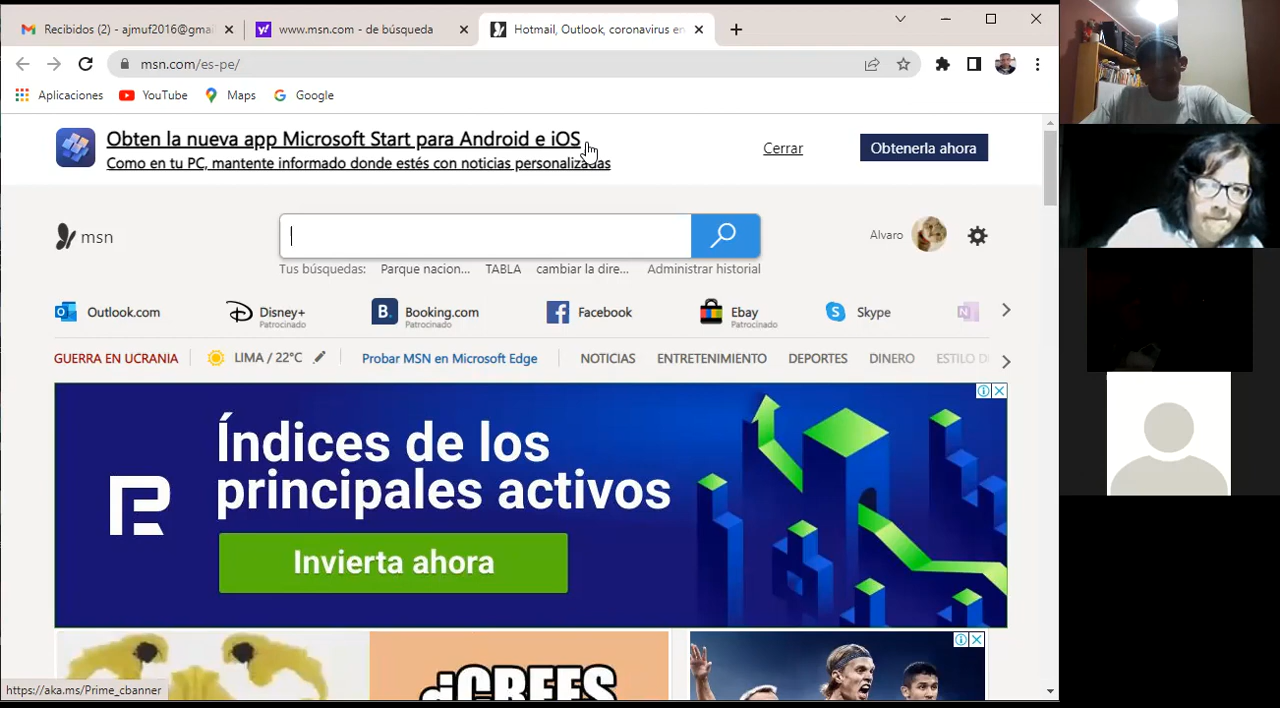 Recibidos (2) - ajmuf2016@gmai
www.msn.com - de búsqueda
Hotmail, Outlook, coronavirus en
msn.com/es-pe/
Aplicaciones
YouTube
Maps
Google
Obten la nueva app Microsoft Start para Android e iOS
Como en tu PC, mantente informado donde estés con noticias personalizadas
Cerrar
Obtenerla ahora
msn
Alvaro
Tus búsquedas: Parque nacion... TABLA cambiar la dire... Administrar historial
Outlook.com
Disney+
Patrocinado
B.
Booking.com
Patrocinado
Facebook
Ebay
Patrocinado
Skype
GUERRA EN UCRANIA
LIMA / 22°C
Probar MSN en Microsoft Edge
NOTICIAS
ENTRETENIMIENTO
DEPORTES
DINERO
ESTILO D
Índices de los
principales activos
Invierta ahora
¿CREES
https://aka.ms/Prime_cbanner